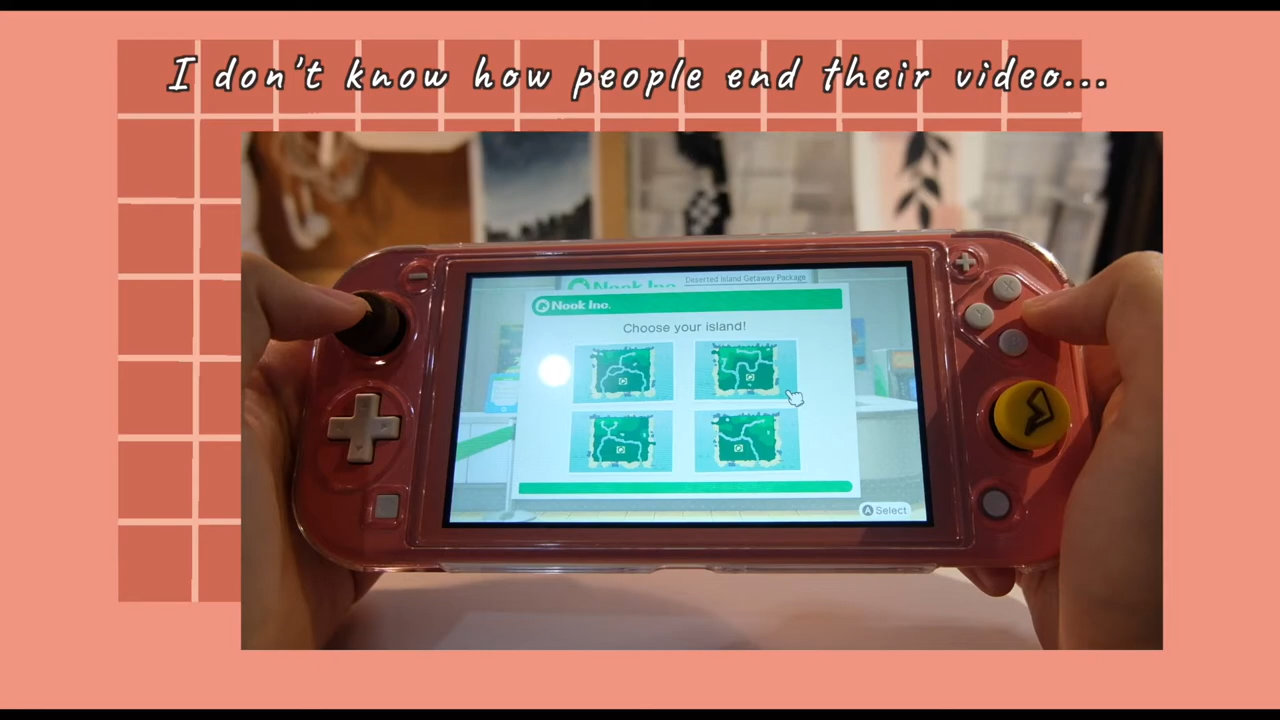 I don't know how people end their video...
Deserted Island Getaway Package
Nook Inc.
Nook Inc.
Choose your island!
X
Y
A Select